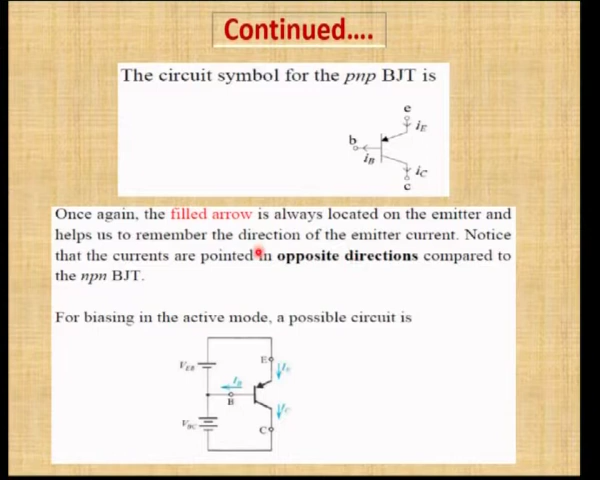 Continued....
The circuit symbol for the pnp BJT is
e
iE
b
iB
iC
c
Once again, the filled arrow is always located on the emitter and
helps us to remember the direction of the emitter current. Notice
that the currents are pointed in opposite directions compared to
the npn BJT.
For biasing in the active mode, a possible circuit is
VEB
E
IE
IB
B
VBC
IC
C